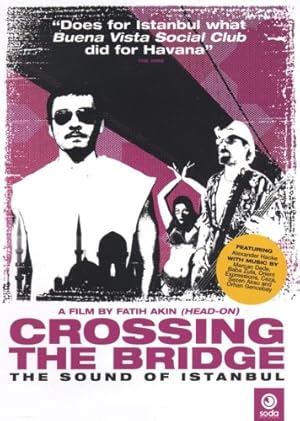 "Does for Istanbul what
Buena Vista Social Club
did for Havana"
FEATURING
Alexander Hacke
WITH MUSIC BY
Mercan Dede,
Baba Zula, Orient
Expressions, Ceza,
Sezen Aksu and
Orhan Gencebay
A FILM BY FATIH AKIN (HEAD-ON)
CROSSING
THE BRIDGE
THE SOUND OF ISTANBUL
soda